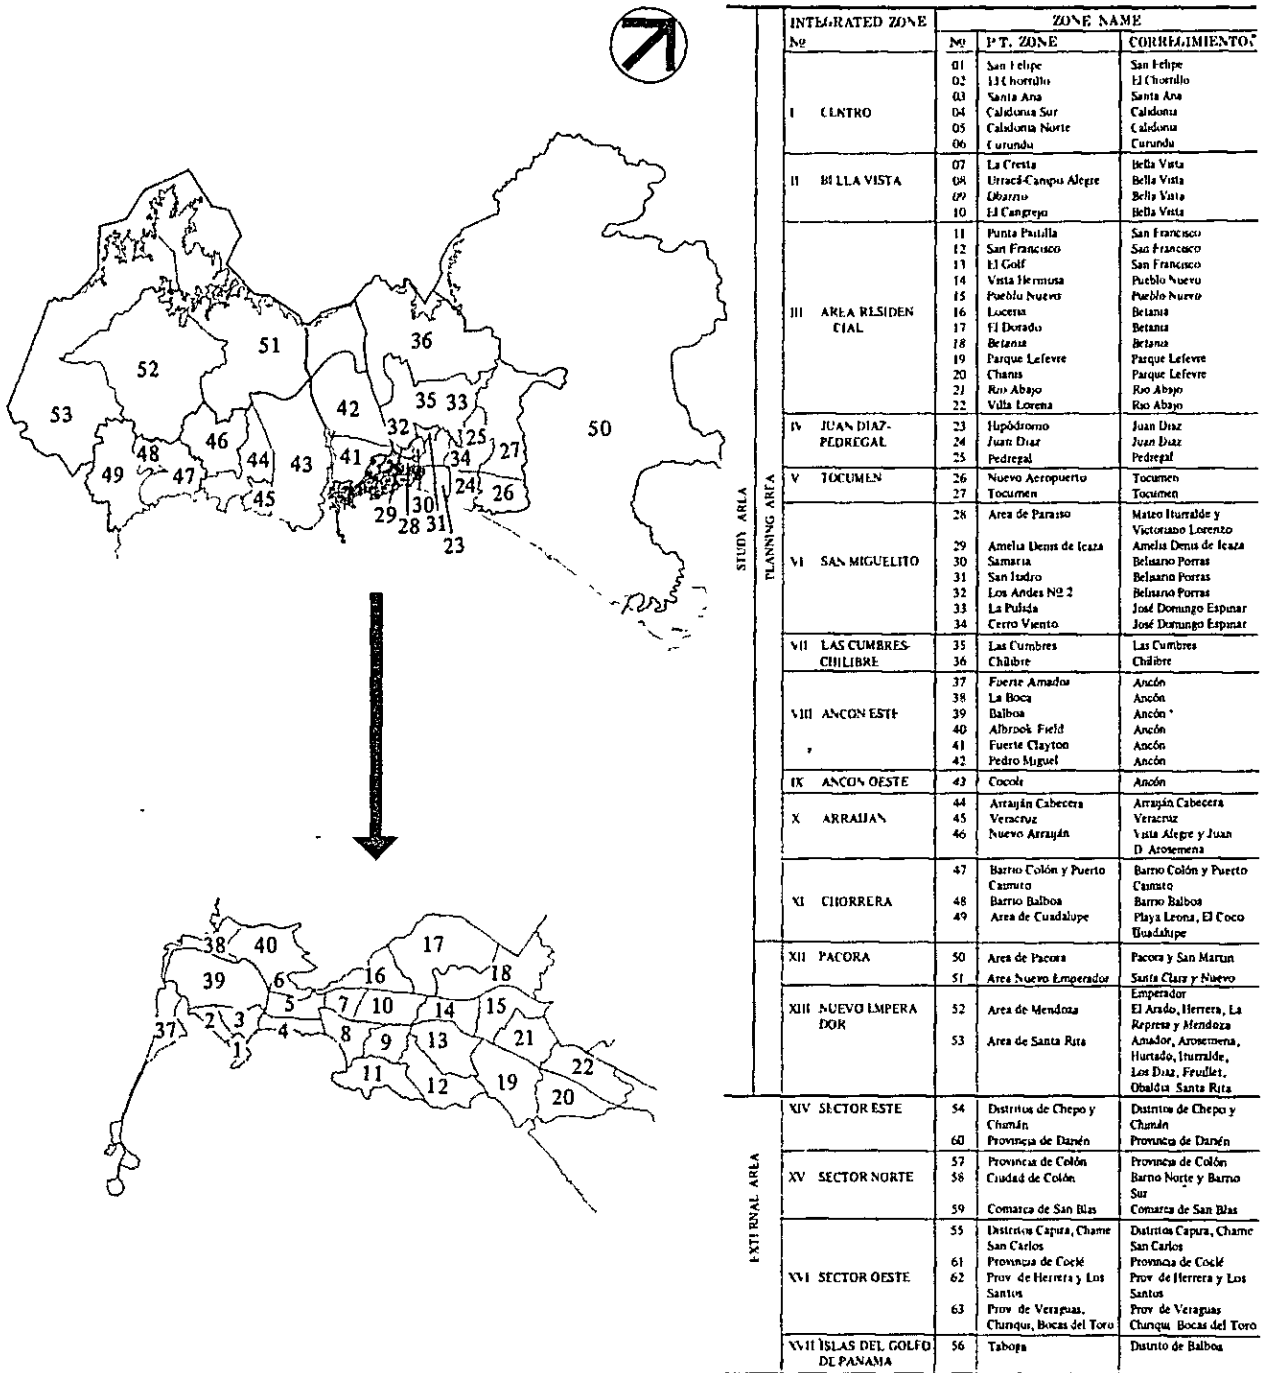 INTEGRATED ZONE
ZONE NAME
Nº
Nº PT. ZONE CORREGIMIENTO
STUDY AREA
PLANNING AREA
I CENTRO
01 San Felipe San Felipe
02 El Chorrillo El Chorrillo
03 Santa Ana Santa Ana
04 Calidonia Sur Calidonia
05 Calidonia Norte Calidonia
06 Curundu Curundu
II BELLA VISTA
07 La Cresta Bella Vista
08 Urracá-Campo Alegre Bella Vista
09 Obarrio Bella Vista
10 El Cangrejo Bella Vista
III AREA RESIDEN
CIAL
11 Punta Paitilla San Francisco
12 San Francisco San Francisco
13 El Golf San Francisco
14 Vista Hermosa Pueblo Nuevo
15 Pueblo Nuevo Pueblo Nuevo
16 Loceria Betania
17 El Dorado Betania
18 Betania Betania
19 Parque Lefevre Parque Lefevre
20 Chanis Parque Lefevre
21 Rio Abajo Rio Abajo
22 Villa Lorena Rio Abajo
IV JUAN DIAZ-
PEDREGAL
23 Hipódromo Juan Diaz
24 Juan Diaz Juan Diaz
25 Pedregal Pedregal
V TOCUMEN
26 Nuevo Aeropuerto Tocumen
27 Tocumen Tocumen
VI SAN MIGUELITO
28 Area de Paraiso Mateo Iturralde y
Victoriano Lorenzo
29 Amelia Denis de Icaza Amelia Denis de Icaza
30 Samaria Belisario Porras
31 San Isidro Belisario Porras
32 Los Andes Nº 2 Belisario Porras
33 La Pulida José Domingo Espinar
34 Cerro Viento José Domingo Espinar
VII LAS CUMBRES-
CHILIBRE
35 Las Cumbres Las Cumbres
36 Chilibre Chilibre
VIII ANCON ESTE
37 Fuerte Amador Ancón
38 La Boca Ancón
39 Balboa Ancón
40 Albrook Field Ancón
41 Fuerte Clayton Ancón
42 Pedro Miguel Ancón
IX ANCON OESTE
43 Cocole Ancón
X ARRAIJAN
44 Arraiján Cabecera Arraiján Cabecera
45 Veracruz Veracruz
46 Nuevo Arraiján Vista Alegre y Juan
D Arosemena
XI CHORRERA
47 Barrio Colón y Puerto Barrio Colón y Puerto
Caimito Caimito
48 Barrio Balboa Barrio Balboa
49 Area de Guadalupe Playa Leona, El Coco
Guadalupe
XII PACORA
50 Area de Pacora Pacora y San Martin
51 Area Nuevo Emperador Santa Clara y Nuevo
Emperador
XIII NUEVO EMPERA
DOR
52 Area de Mendoza El Arado, Herrera, La
Represa y Mendoza
53 Area de Santa Rita Amador, Arosemena,
Hurtado, Iturralde,
Los Diaz, Feuillet,
Obaldia Santa Rita
EXTERNAL AREA
XIV SECTOR ESTE
54 Distritos de Chepo y Distritos de Chepo y
Chimán Chimán
60 Provincia de Darién Provincia de Darién
XV SECTOR NORTE
57 Provincia de Colón Provincia de Colón
58 Ciudad de Colón Barrio Norte y Barrio
Sur
59 Comarca de San Blas Comarca de San Blas
XVI SECTOR OESTE
55 Distritos Capira, Chame Distritos Capira, Chame
San Carlos San Carlos
61 Provincia de Coclé Provincia de Coclé
62 Prov de Herrera y Los Prov de Herrera y Los
Santos Santos
63 Prov de Veraguas, Prov de Veraguas
Chiriqui, Bocas del Toro Chiriqui Bocas del Toro
XVII ISLAS DEL GOLFO
DE PANAMA
56 Taboga Distrito de Balboa
36
51
52
42
35 33
53
32
50
46
25
48
41
34
27
49
47
44
43
24
26
45
29
30
28
31
23
38
40
17
39
6
16
18
5
7
10
14
15
37
2
3
4
8
9
13
21
1
11
12
19
22
20